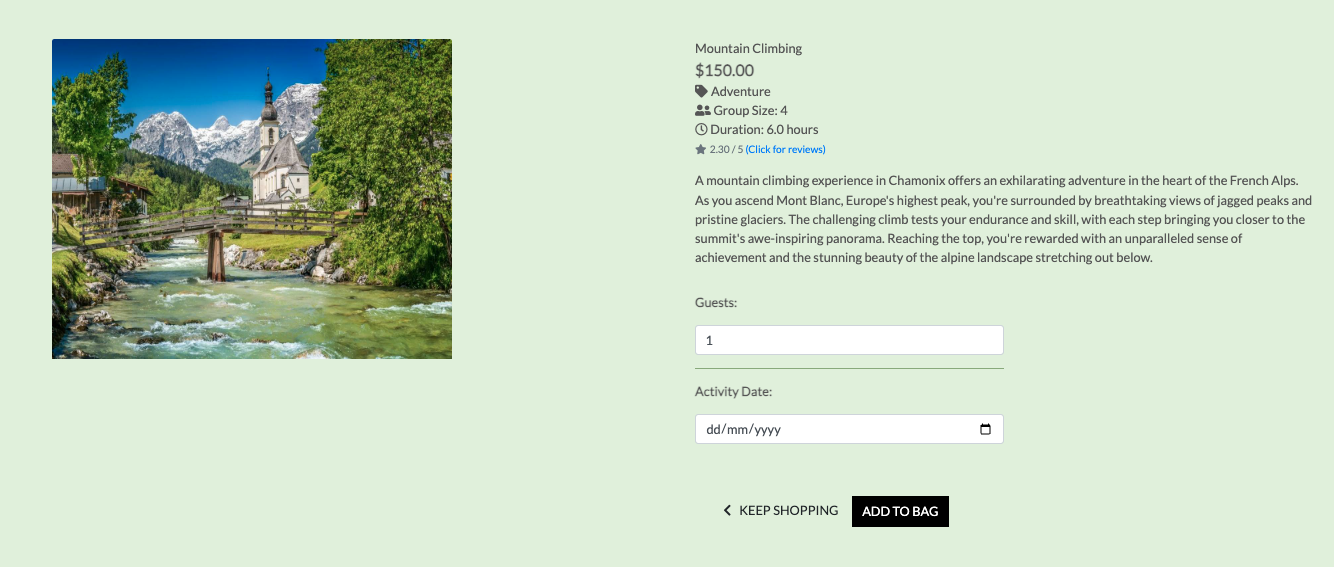 Mountain Climbing
$150.00
Adventure
Group Size: 4
Duration: 6.0 hours
2.30 / 5 (Click for reviews)
A mountain climbing experience in Chamonix offers an exhilarating adventure in the heart of the French Alps.
As you ascend Mont Blanc, Europe's highest peak, you're surrounded by breathtaking views of jagged peaks and
pristine glaciers. The challenging climb tests your endurance and skill, with each step bringing you closer to the
summit's awe-inspiring panorama. Reaching the top, you're rewarded with an unparalleled sense of
achievement and the stunning beauty of the alpine landscape stretching out below.
Guests:
1
Activity Date:
dd/mm/yyyy
KEEP SHOPPING ADD TO BAG